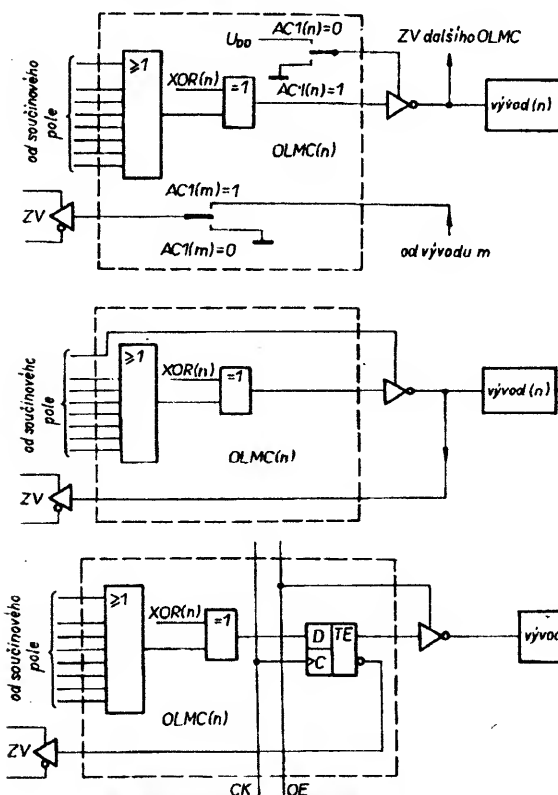 AC1(n)=0
U_DD
ZV dalšího OLMC
≥1
XOR(n)
=1
AC1(n)=1
vývod(n)
od součinového
pole
OLMC(n)
AC1(m)=1
ZV
AC1(m)=0
od vývodu m
≥1
XOR(n)
=1
vývod(n)
od součinového
pole
OLMC(n)
ZV
≥1
XOR(n)
=1
D
TE
C
vývod
od součinového
pole
OLMC(n)
ZV
CK
OE